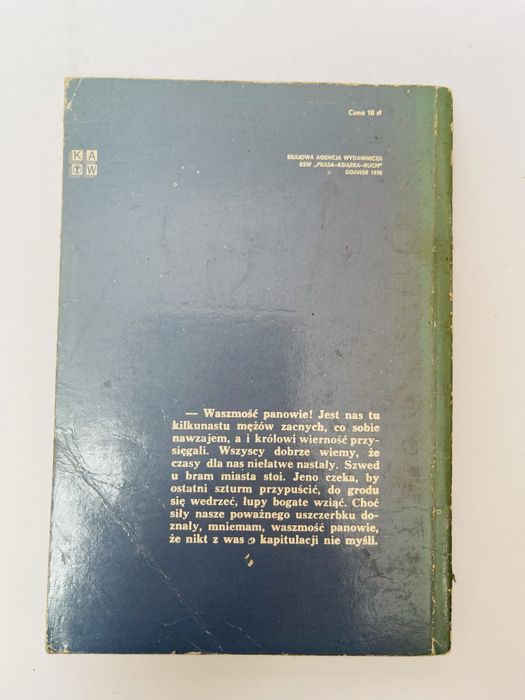 Cena 18 zł
K A
W
KRAJOWA AGENCJA WYDAWNICZA
RSW „PRASA–KSIĄŻKA–RUCH"
GDAŃSK
— Waszmość panowie! Jest nas tu
kilkunastu mężów zacnych, co sobie
nawzajem, a i królowi wierność przy-
sięgali. Wszyscy dobrze wiemy, że
czasy dla nas niełatwe nastały. Szwed
u bram miasta stoi. Jeno czeka, by
ostatni szturm przypuścić, do grodu
się wedrzeć, łupy bogate wziąć. Choć
siły nasze poważnego uszczerbku do-
znały, mniemam, waszmość panowie,
że nikt z was o kapitulacji nie myśli.